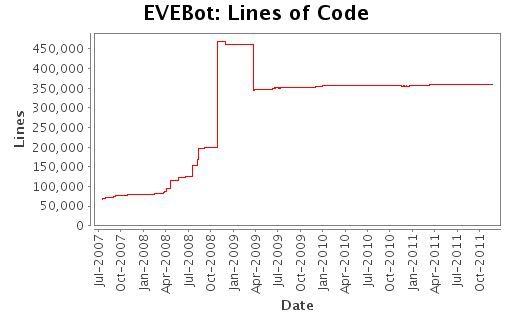 EVEBot: Lines of Code
Lines
450,000
400,000
350,000
300,000
250,000
200,000
150,000
100,000
50,000
0
Jul-2007
Oct-2007
Jan-2008
Apr-2008
Jul-2008
Oct-2008
Jan-2009
Apr-2009
Jul-2009
Oct-2009
Jan-2010
Apr-2010
Jul-2010
Oct-2010
Jan-2011
Apr-2011
Jul-2011
Oct-2011
Date